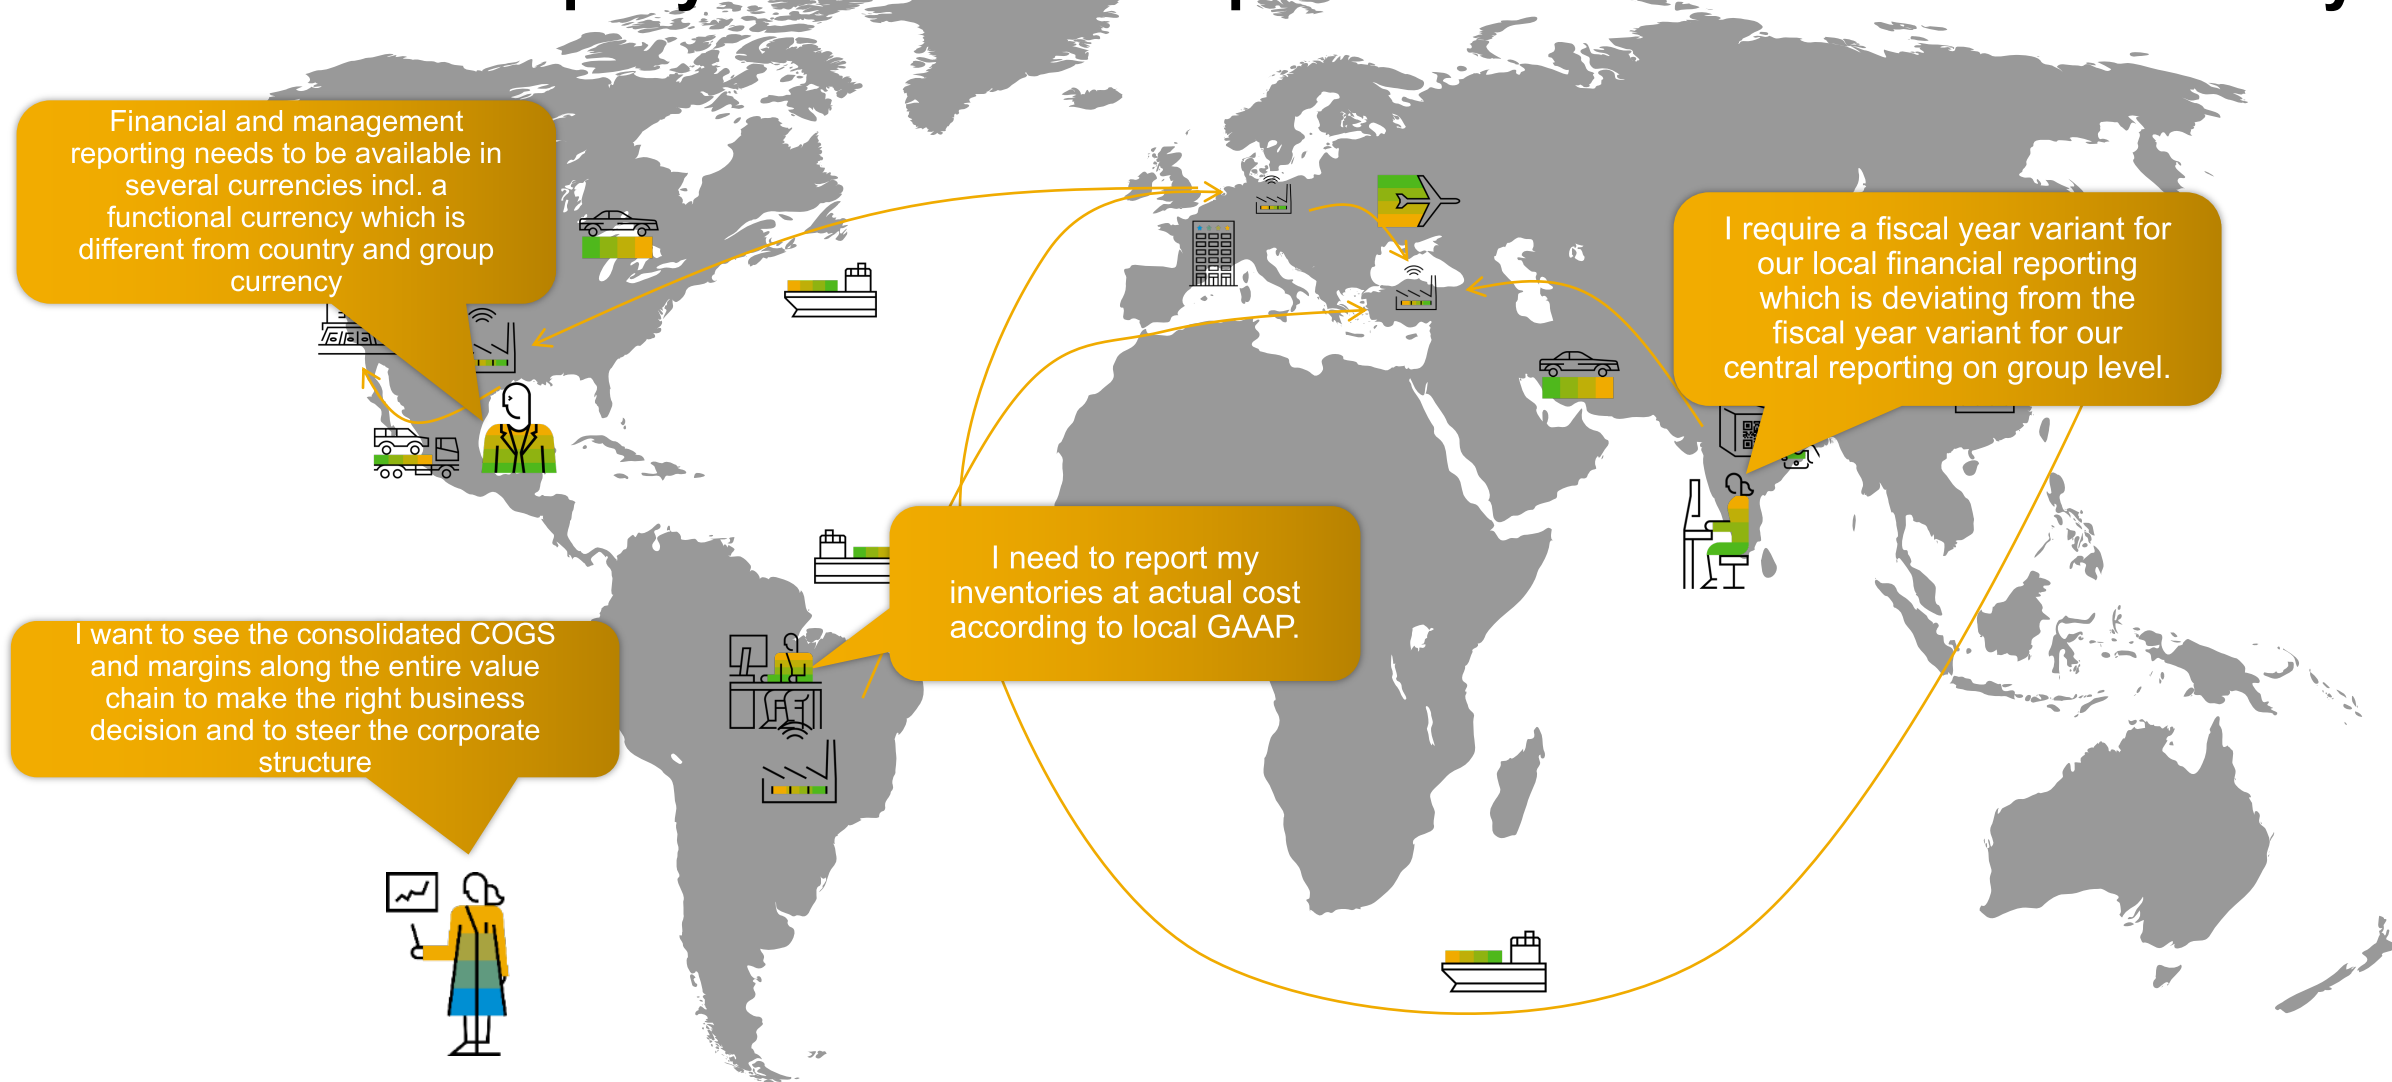 Financial and management
reporting needs to be available in
several currencies incl. a
functional currency which is
different from country and group
currency
I require a fiscal year variant for
our local financial reporting
which is deviating from the
fiscal year variant for our
central reporting on group level.
I need to report my
inventories at actual cost
according to local GAAP.
I want to see the consolidated COGS
and margins along the entire value
chain to make the right business
decision and to steer the corporate
structure